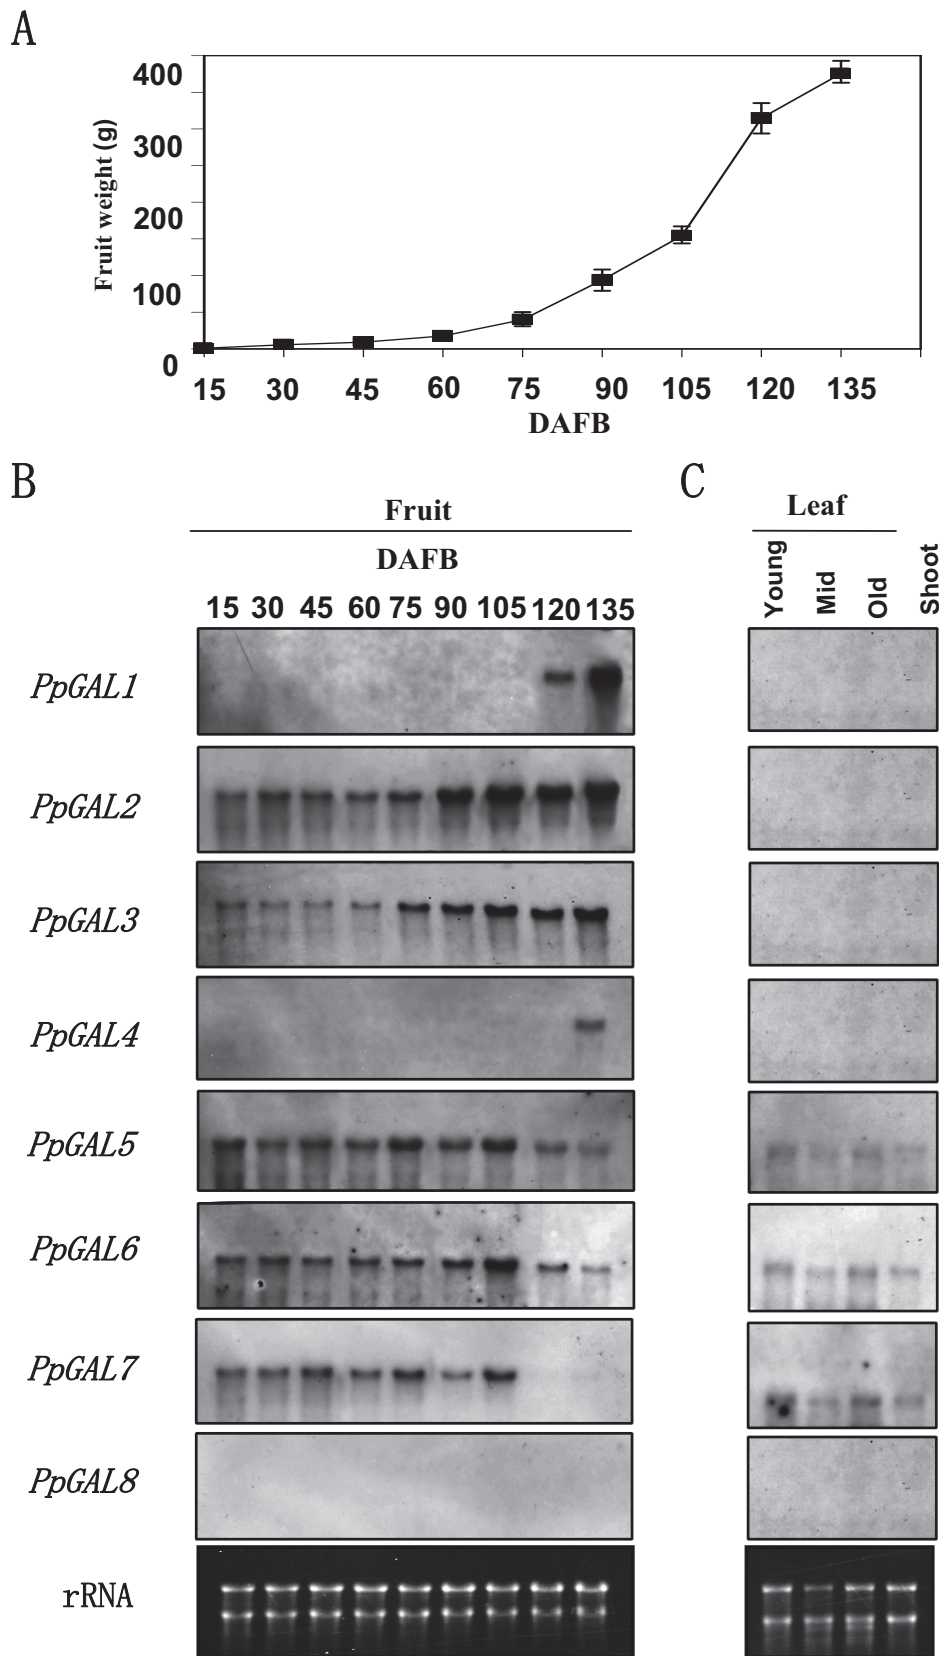 A
Fruit weight (g)
400
300
200
100
0
15 30 45 60 75 90 105 120 135
DAFB
B
C
Fruit
Leaf
DAFB
Young
Mid
Old
Shoot
15 30 45 60 75 90 105 120 135
PpGAL1
PpGAL2
PpGAL3
PpGAL4
PpGAL5
PpGAL6
PpGAL7
PpGAL8
rRNA